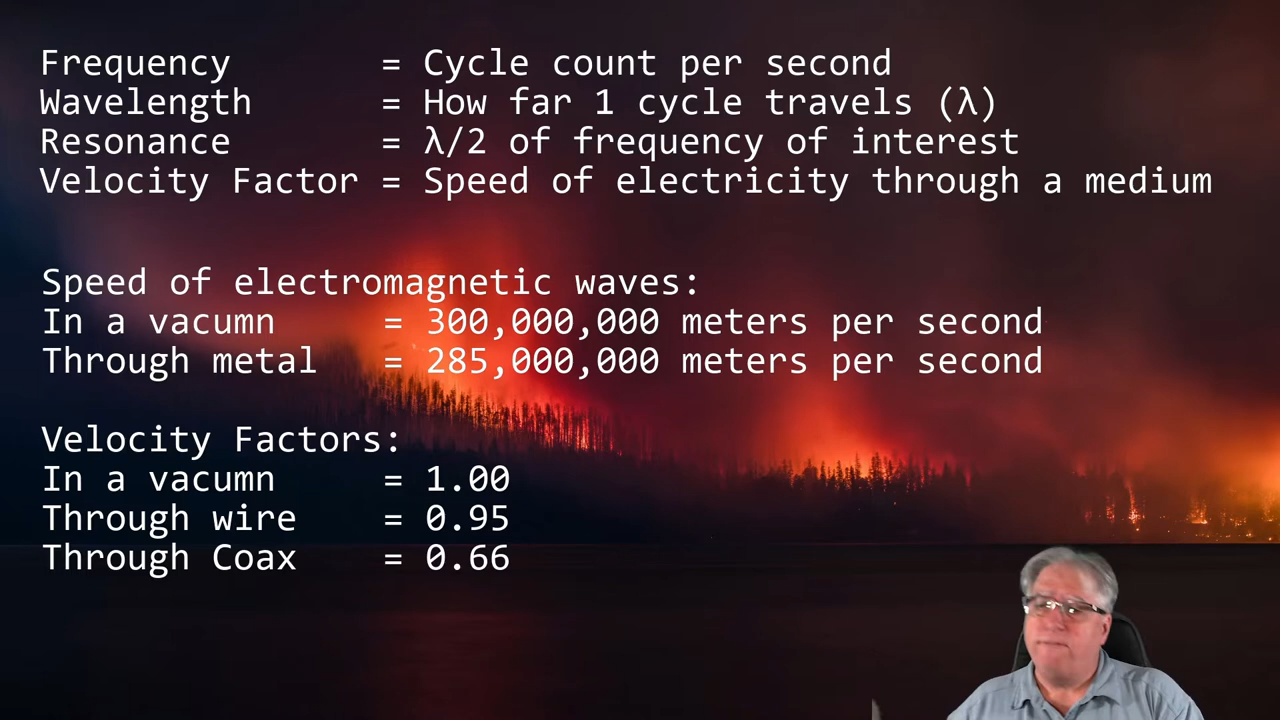 Frequency = Cycle count per second
Wavelength = How far 1 cycle travels (λ)
Resonance = λ/2 of frequency of interest
Velocity Factor = Speed of electricity through a medium
Speed of electromagnetic waves:
In a vacumn = 300,000,000 meters per second
Through metal = 285,000,000 meters per second
Velocity Factors:
In a vacumn = 1.00
Through wire = 0.95
Through Coax = 0.66